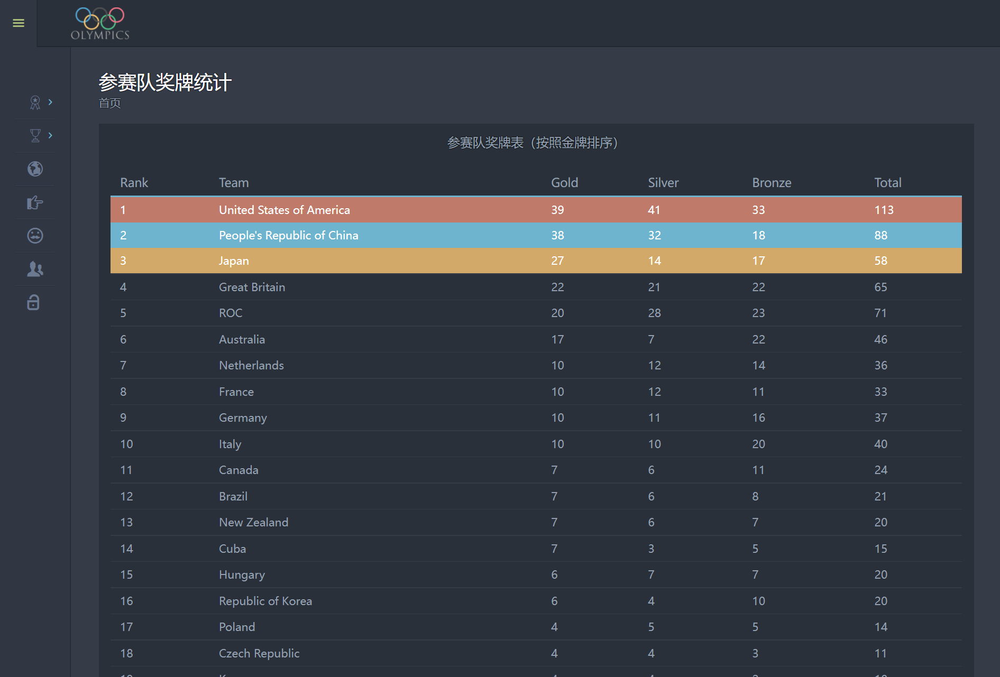 OLYMPICS
参赛队奖牌统计
首页
参赛队奖牌表（按照金牌排序）
Rank Team Gold Silver Bronze Total
1 United States of America 39 41 33 113
2 People's Republic of China 38 32 18 88
3 Japan 27 14 17 58
4 Great Britain 22 21 22 65
5 ROC 20 28 23 71
6 Australia 17 7 22 46
7 Netherlands 10 12 14 36
8 France 10 12 11 33
9 Germany 10 11 16 37
10 Italy 10 10 20 40
11 Canada 7 6 11 24
12 Brazil 7 6 8 21
13 New Zealand 7 6 7 20
14 Cuba 7 3 5 15
15 Hungary 6 7 7 20
16 Republic of Korea 6 4 10 20
17 Poland 4 5 5 14
18 Czech Republic 4 4 3 11